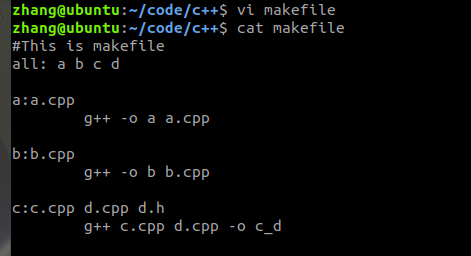 zhang@ubuntu:~/code/c++$ vi makefile
zhang@ubuntu:~/code/c++$ cat makefile
#This is makefile
all: a b c d
a:a.cpp
g++ -o a a.cpp
b:b.cpp
g++ -o b b.cpp
c:c.cpp d.cpp d.h
g++ c.cpp d.cpp -o c_d